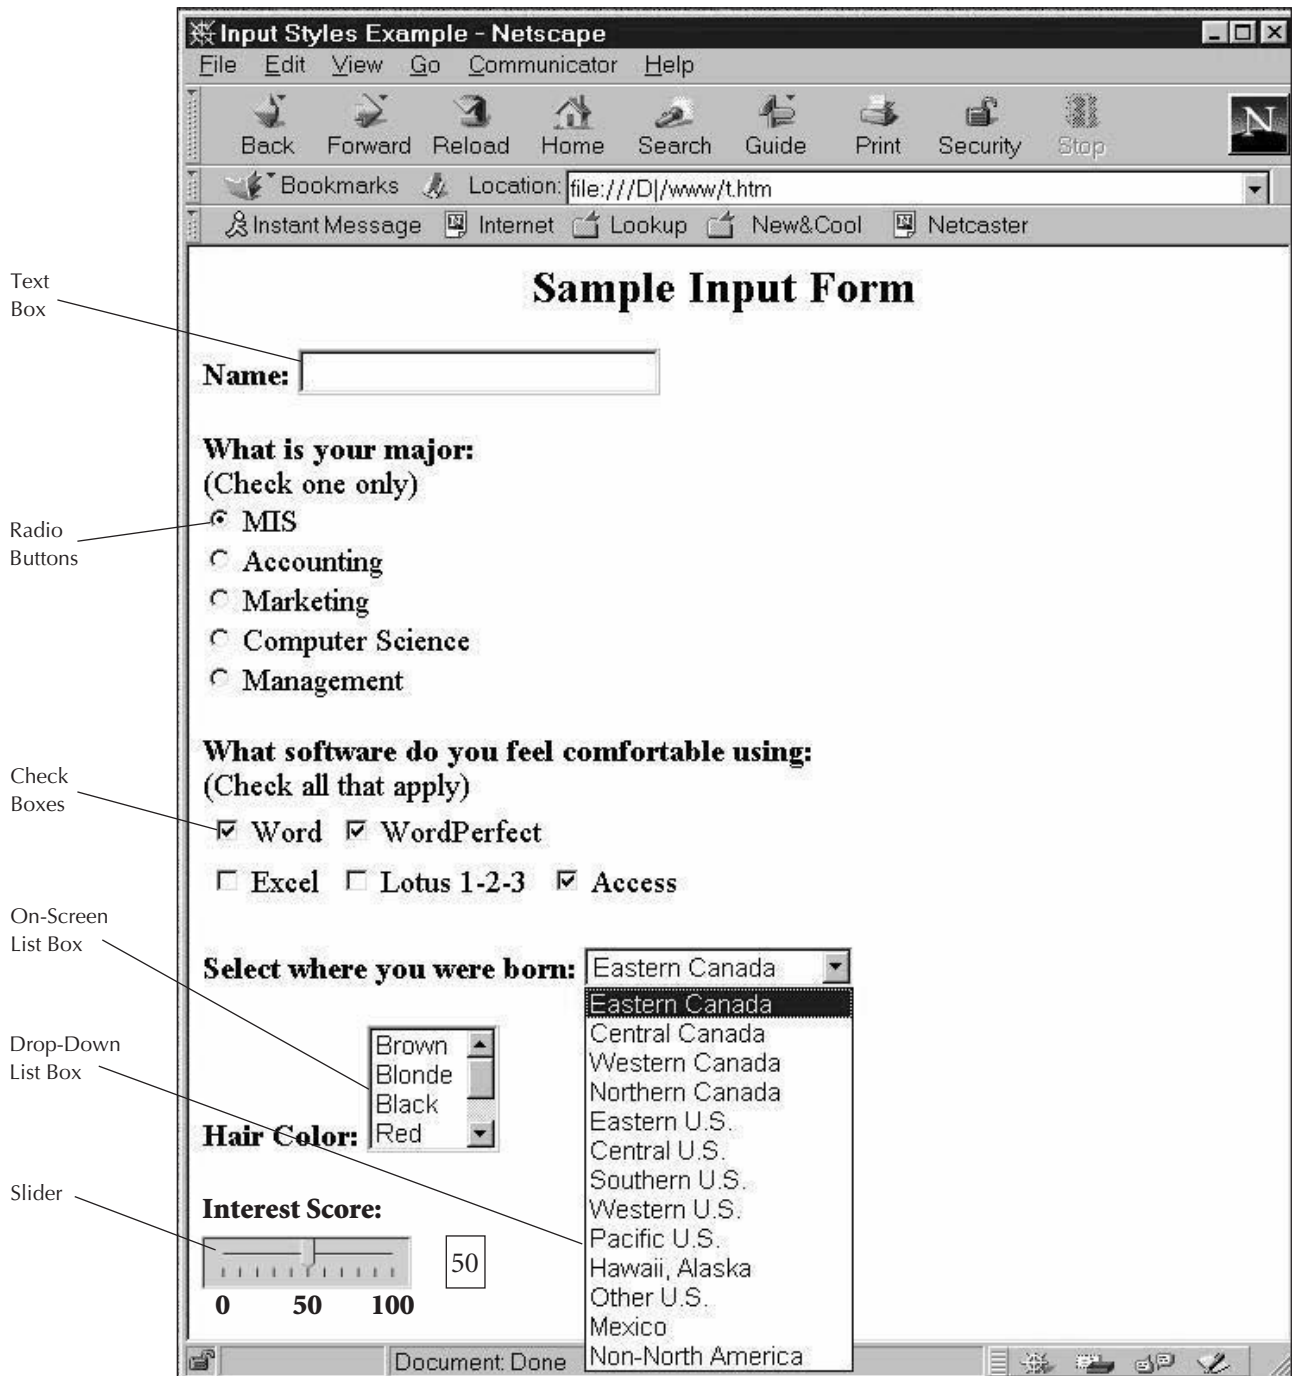 Input Styles Example - Netscape
File Edit View Go Communicator Help
Back Forward Reload Home Search Guide Print Security Stop
N
Bookmarks Location: file:///D|/www/t.htm
Instant Message Internet Lookup New&Cool Netcaster
Sample Input Form
Text
Box
Name:
What is your major:
(Check one only)
Radio
Buttons
MIS
Accounting
Marketing
Computer Science
Management
What software do you feel comfortable using:
(Check all that apply)
Check
Boxes
Word WordPerfect
Excel Lotus 1-2-3 Access
On-Screen
List Box
Select where you were born: Eastern Canada
Eastern Canada
Central Canada
Western Canada
Northern Canada
Eastern U.S.
Central U.S.
Southern U.S.
Western U.S.
Pacific U.S.
Hawaii, Alaska
Other U.S.
Mexico
Non-North America
Drop-Down
List Box
Hair Color:
Brown
Blonde
Black
Red
Slider
Interest Score:
50
0 50 100
Document: Done